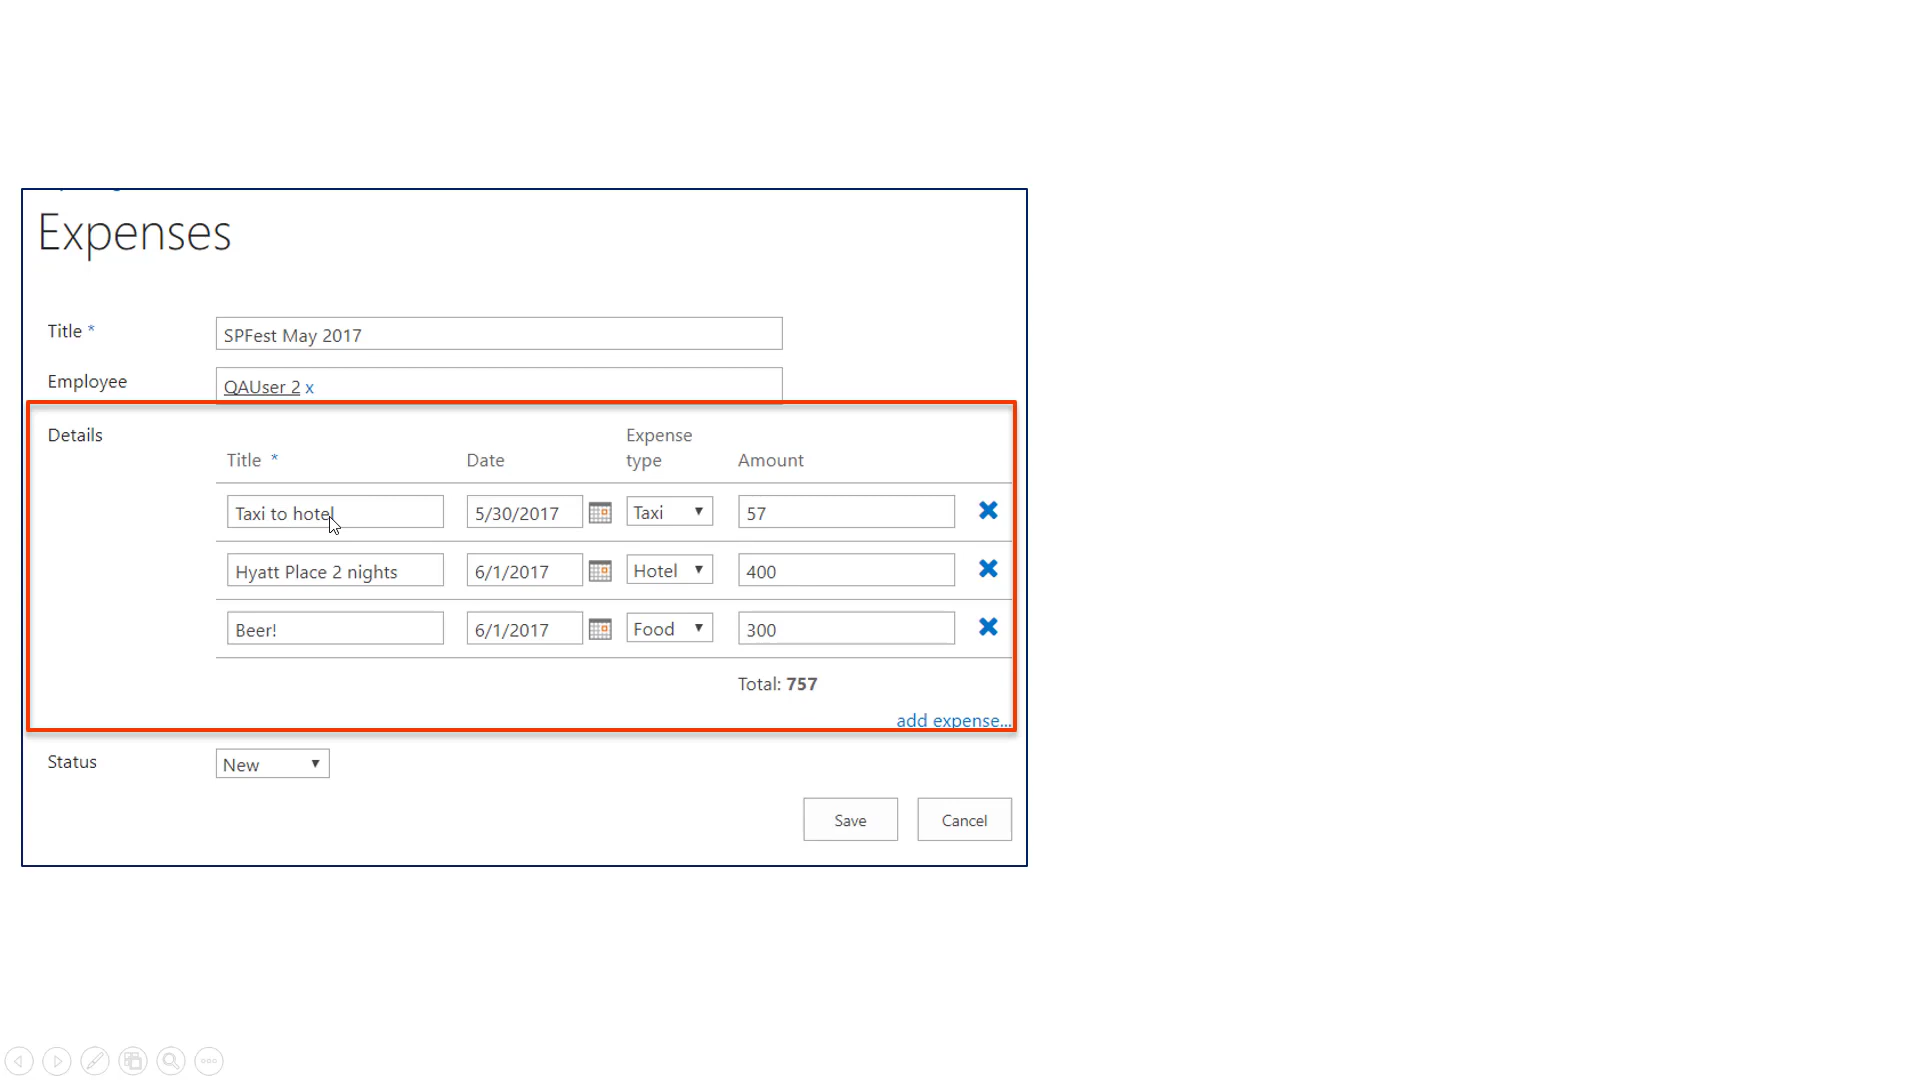 Expenses
Title *
SPFest May 2017
Employee
QAUser 2 x
Details
Title * Date Expense type Amount
Taxi to hotel 5/30/2017 Taxi 57
Hyatt Place 2 nights 6/1/2017 Hotel 400
Beer! 6/1/2017 Food 300
Total: 757
add expense...
Status
New
Save Cancel